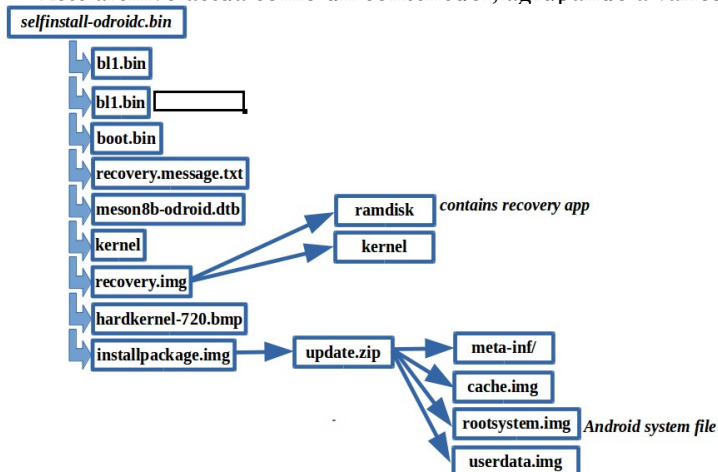 selfinstall-odroidc.bin
bl1.bin
bl1.bin
boot.bin
recovery.message.txt
meson8b-odroid.dtb
kernel
recovery.img
hardkernel-720.bmp
installpackage.img
ramdisk
contains recovery app
kernel
update.zip
meta-inf/
cache.img
rootsystem.img
Android system file
userdata.img